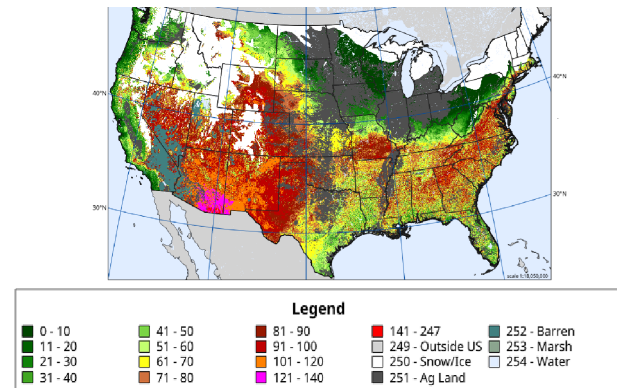 40°N
40°N
30°N
30°N
scale 1:18,050,000
Legend
0 - 10
41 - 50
81 - 90
141 - 247
252 - Barren
11 - 20
51 - 60
91 - 100
249 - Outside US
253 - Marsh
21 - 30
61 - 70
101 - 120
250 - Snow/Ice
254 - Water
31 - 40
71 - 80
121 - 140
251 - Ag Land